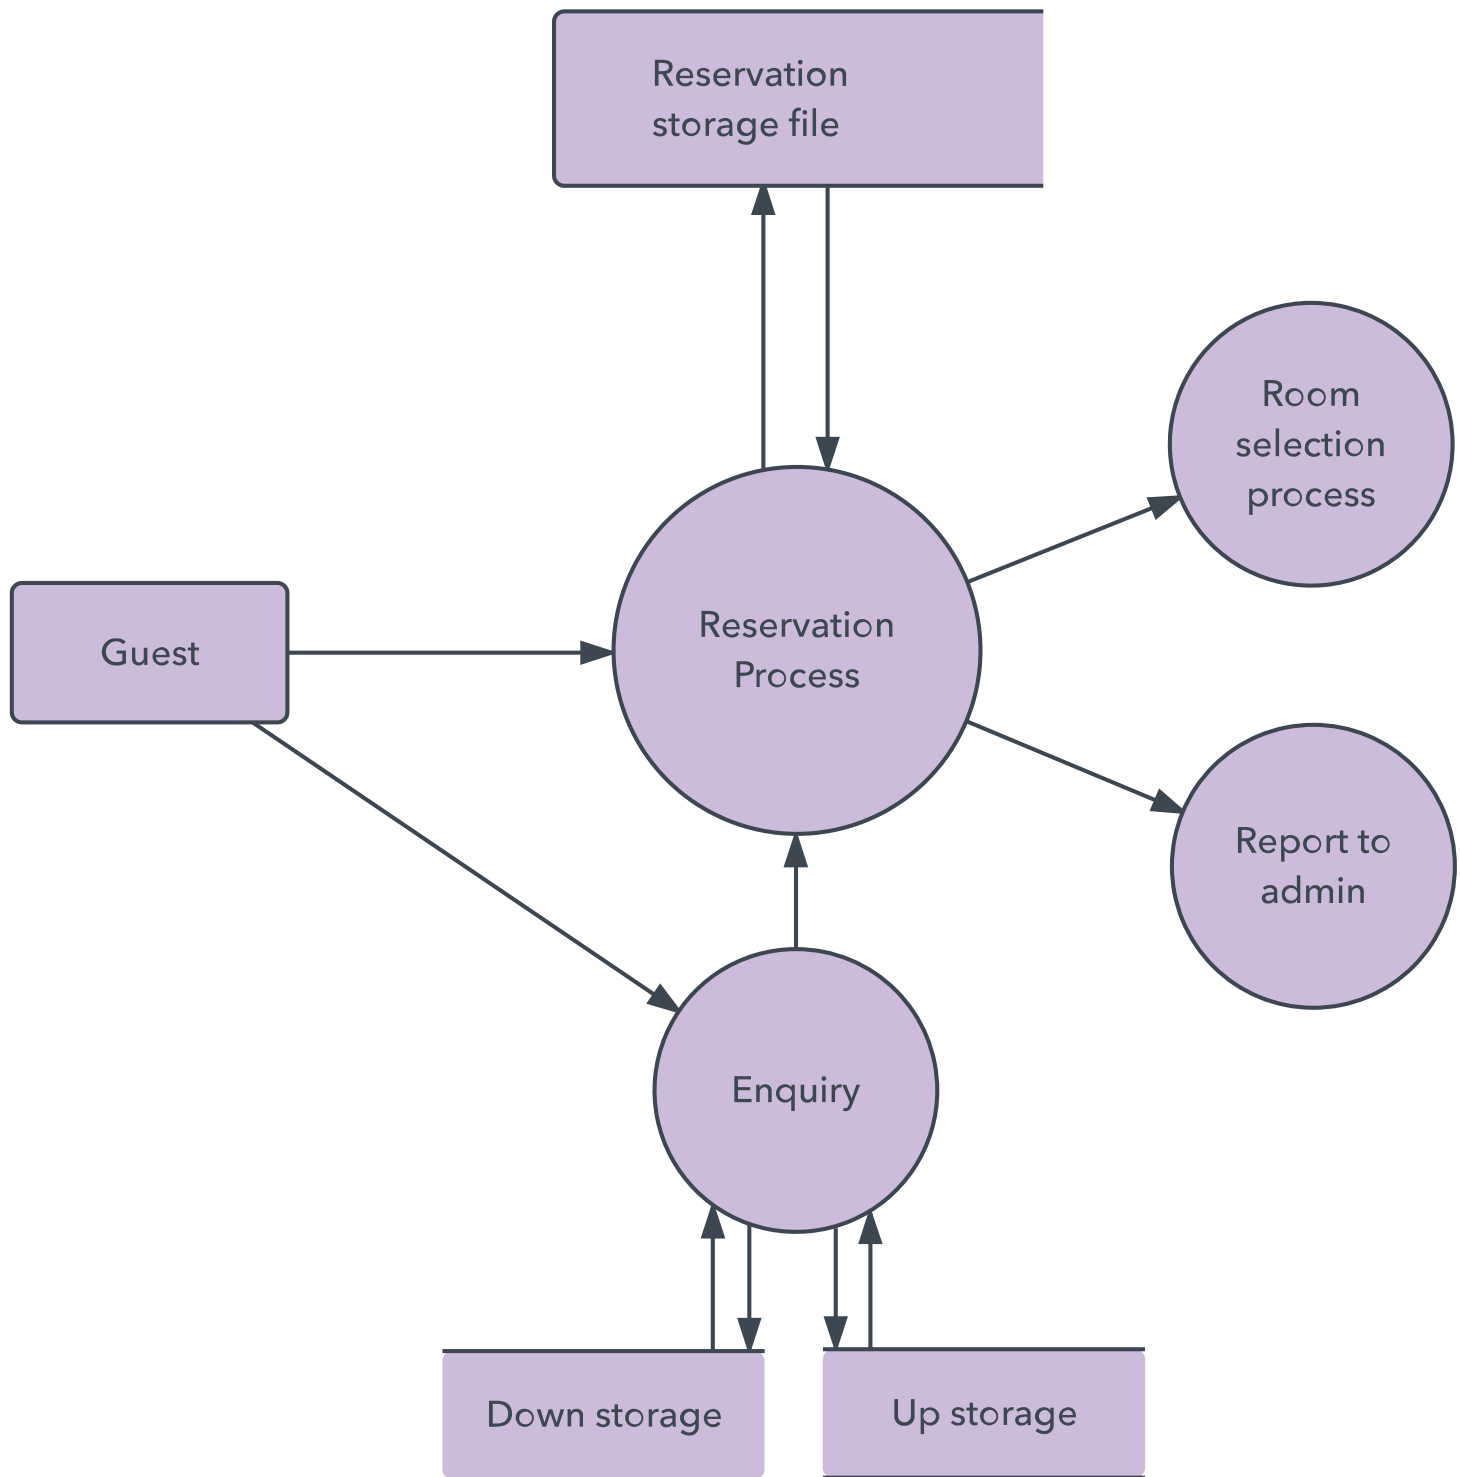 Reservation
storage file
Room
selection
process
Guest
Reservation
Process
Report to
admin
Enquiry
Down storage
Up storage